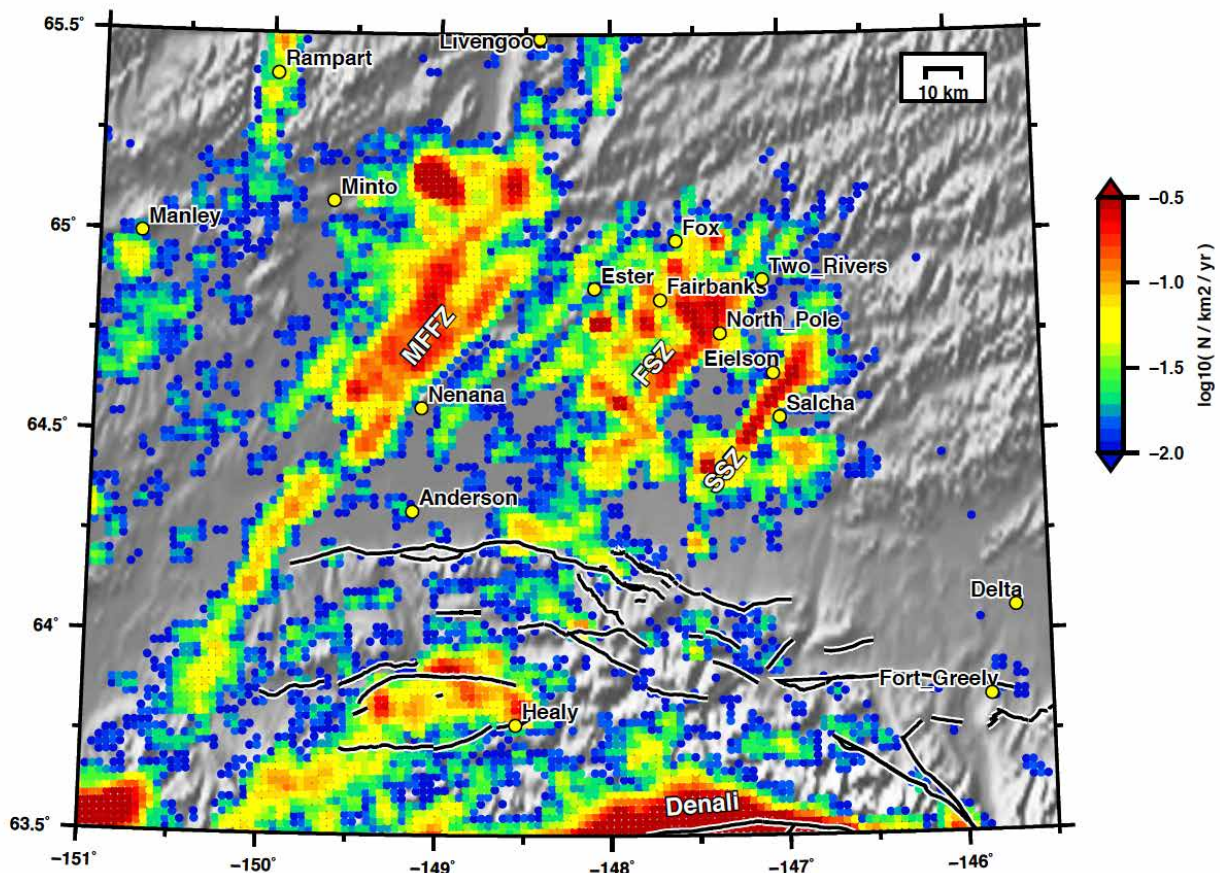 65.5°
Livengood
Rampart
10 km
Minto
Manley
65°
Fox
Two_Rivers
Ester
Fairbanks
North_Pole
MFFZ
FSZ
Eielson
Nenana
Salcha
64.5°
SSZ
Anderson
Delta
64°
Fort_Greely
Healy
Denali
63.5°
−151°
−150°
−149°
−148°
−147°
−146°
−0.5
−1.0
−1.5
−2.0
log10( N / km2 / yr )